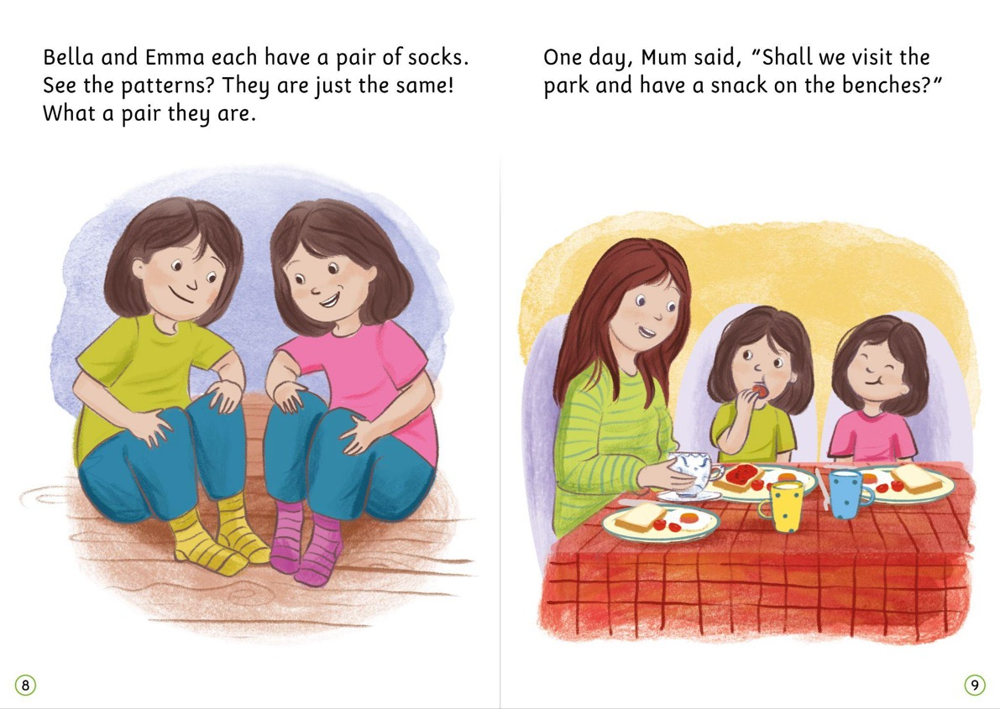 Bella and Emma each have a pair of socks.
See the patterns? They are just the same!
What a pair they are.
One day, Mum said, “Shall we visit the
park and have a snack on the benches?”
8
9